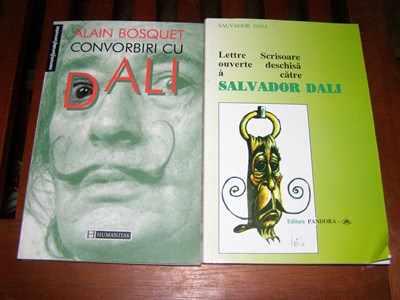 ALAIN BOSQUET
CONVORBIRI CU
DALI
HUMANITAS
SALVADOR DALI
Lettre Scrisoare
ouverte deschisă
à către
SALVADOR DALI
Editura PANDORA